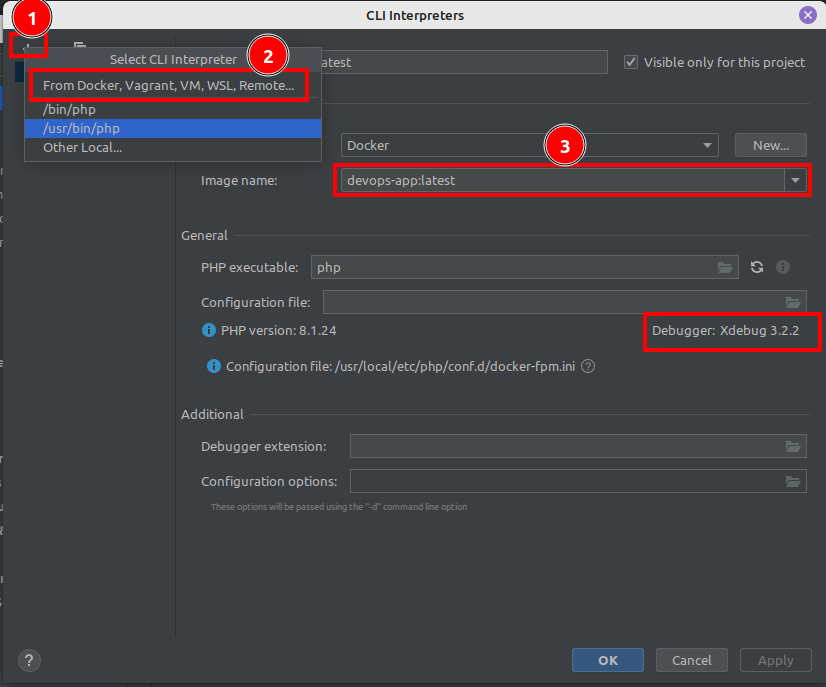 CLI Interpreters
1
Select CLI Interpreter
2
From Docker, Vagrant, VM, WSL, Remote...
/bin/php
/usr/bin/php
Other Local...
atest
Visible only for this project
Docker
3
New...
Image name:
devops-app:latest
General
PHP executable:
php
Configuration file:
PHP version: 8.1.24
Debugger: Xdebug 3.2.2
Configuration file: /usr/local/etc/php/conf.d/docker-fpm.ini
Additional
Debugger extension:
Configuration options:
These options will be passed using the "-d" command line option
?
OK
Cancel
Apply